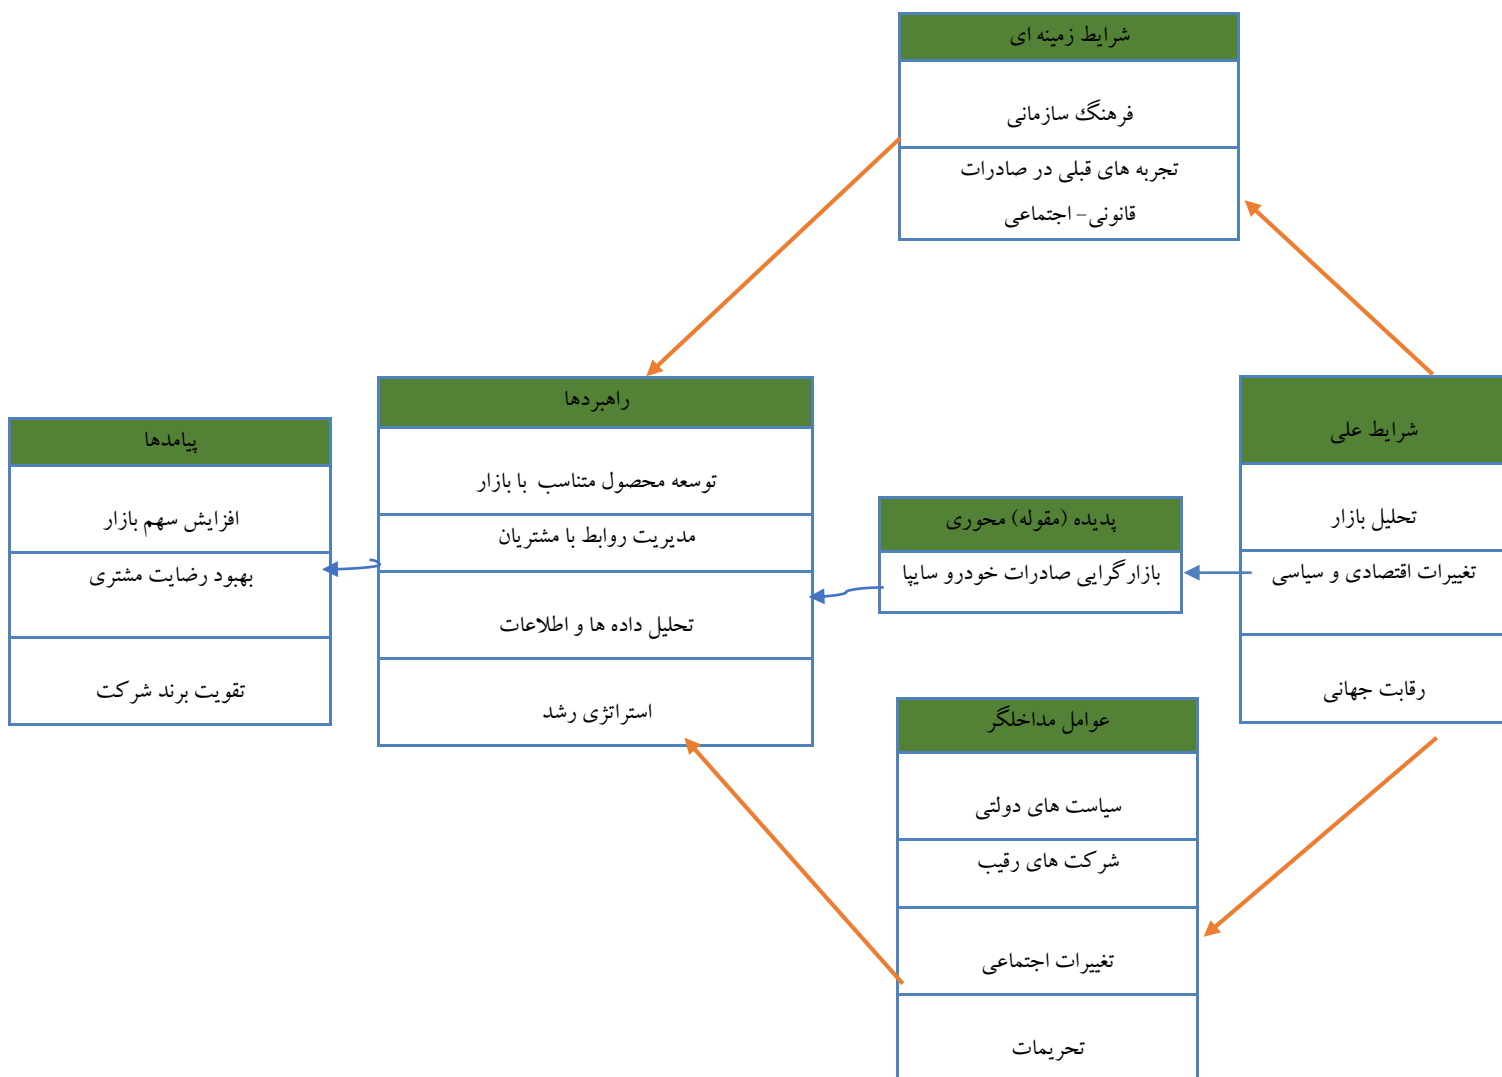 شرایط زمینه ای
فرهنگ سازمانی
تجربه های قبلی در صادرات
قانونی- اجتماعی
شرایط علی
تحلیل بازار
تغییرات اقتصادی و سیاسی
رقابت جهانی
پدیده (مقوله) محوری
بازارگرایی صادرات خودرو سایپا
عوامل مداخلگر
سیاست های دولتی
شرکت های رقیب
تغییرات اجتماعی
تحریمات
راهبردها
توسعه محصول متناسب با بازار
مدیریت روابط با مشتریان
تحلیل داده ها و اطلاعات
استراتژی رشد
پیامدها
افزایش سهم بازار
بهبود رضایت مشتری
تقویت برند شرکت